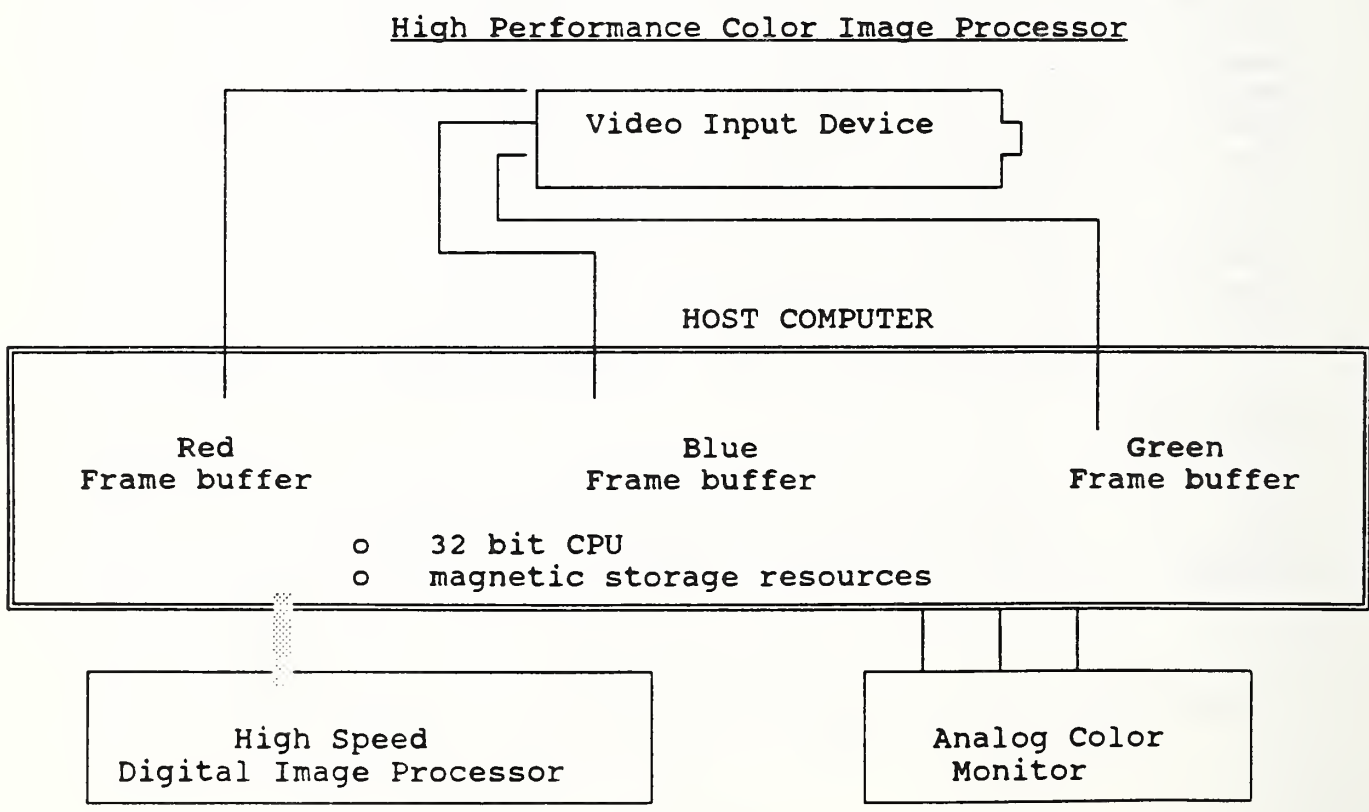 High Performance Color Image Processor
Video Input Device
HOST COMPUTER
Red
Frame buffer
Blue
Frame buffer
Green
Frame buffer
o 32 bit CPU
o magnetic storage resources
High Speed
Digital Image Processor
Analog Color
Monitor